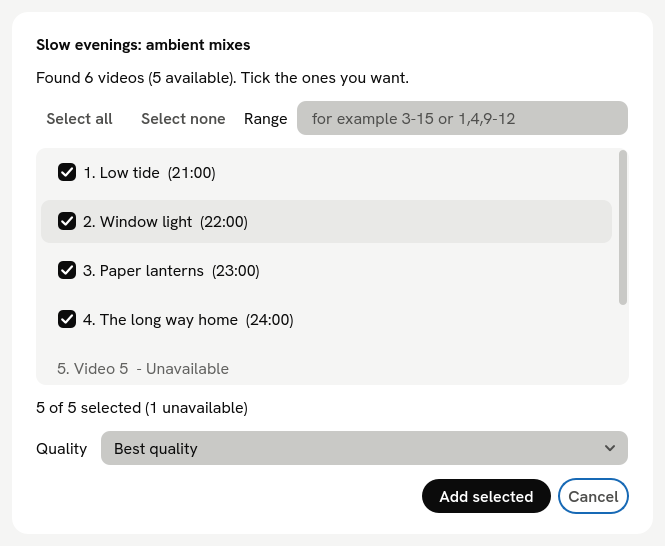 Slow evenings: ambient mixes
Found 6 videos (5 available). Tick the ones you want.
Select all Select none Range for example 3-15 or 1,4,9-12
1. Low tide (21:00)
2. Window light (22:00)
3. Paper lanterns (23:00)
4. The long way home (24:00)
5. Video 5 - Unavailable
5 of 5 selected (1 unavailable)
Quality Best quality
Add selected Cancel